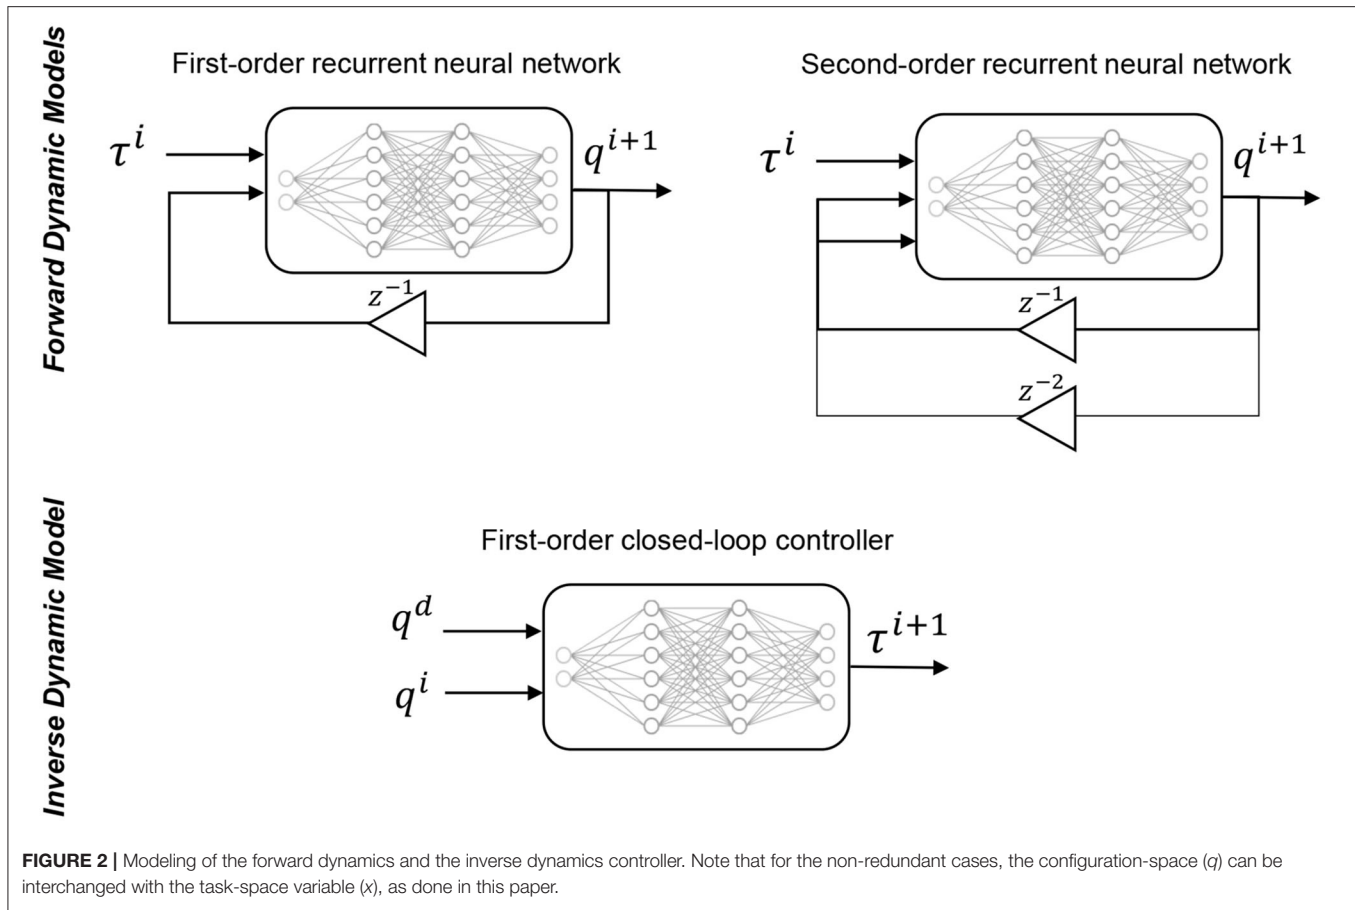 Forward Dynamic Models
First-order recurrent neural network
τ^i
q^{i+1}
z^{-1}
Second-order recurrent neural network
τ^i
q^{i+1}
z^{-1}
z^{-2}
Inverse Dynamic Model
First-order closed-loop controller
q^d
q^i
τ^{i+1}
FIGURE 2 | Modeling of the forward dynamics and the inverse dynamics controller. Note that for the non-redundant cases, the configuration-space (q) can be
interchanged with the task-space variable (x), as done in this paper.